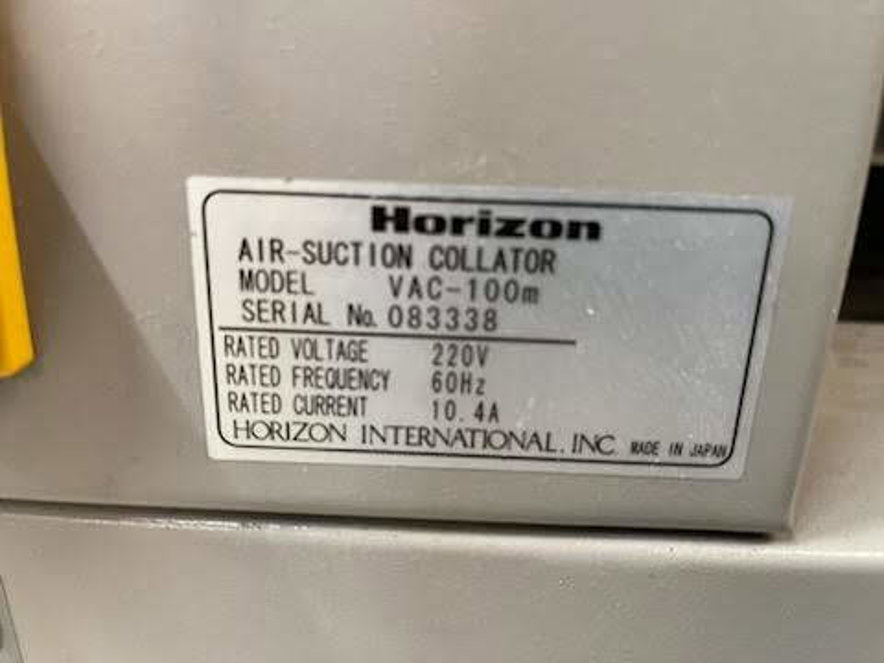 Horizon
AIR-SUCTION COLLATOR
MODEL VAC-100m
SERIAL No. 083338
RATED VOLTAGE 220V
RATED FREQUENCY 60Hz
RATED CURRENT 10.4A
HORIZON INTERNATIONAL, INC. MADE IN JAPAN